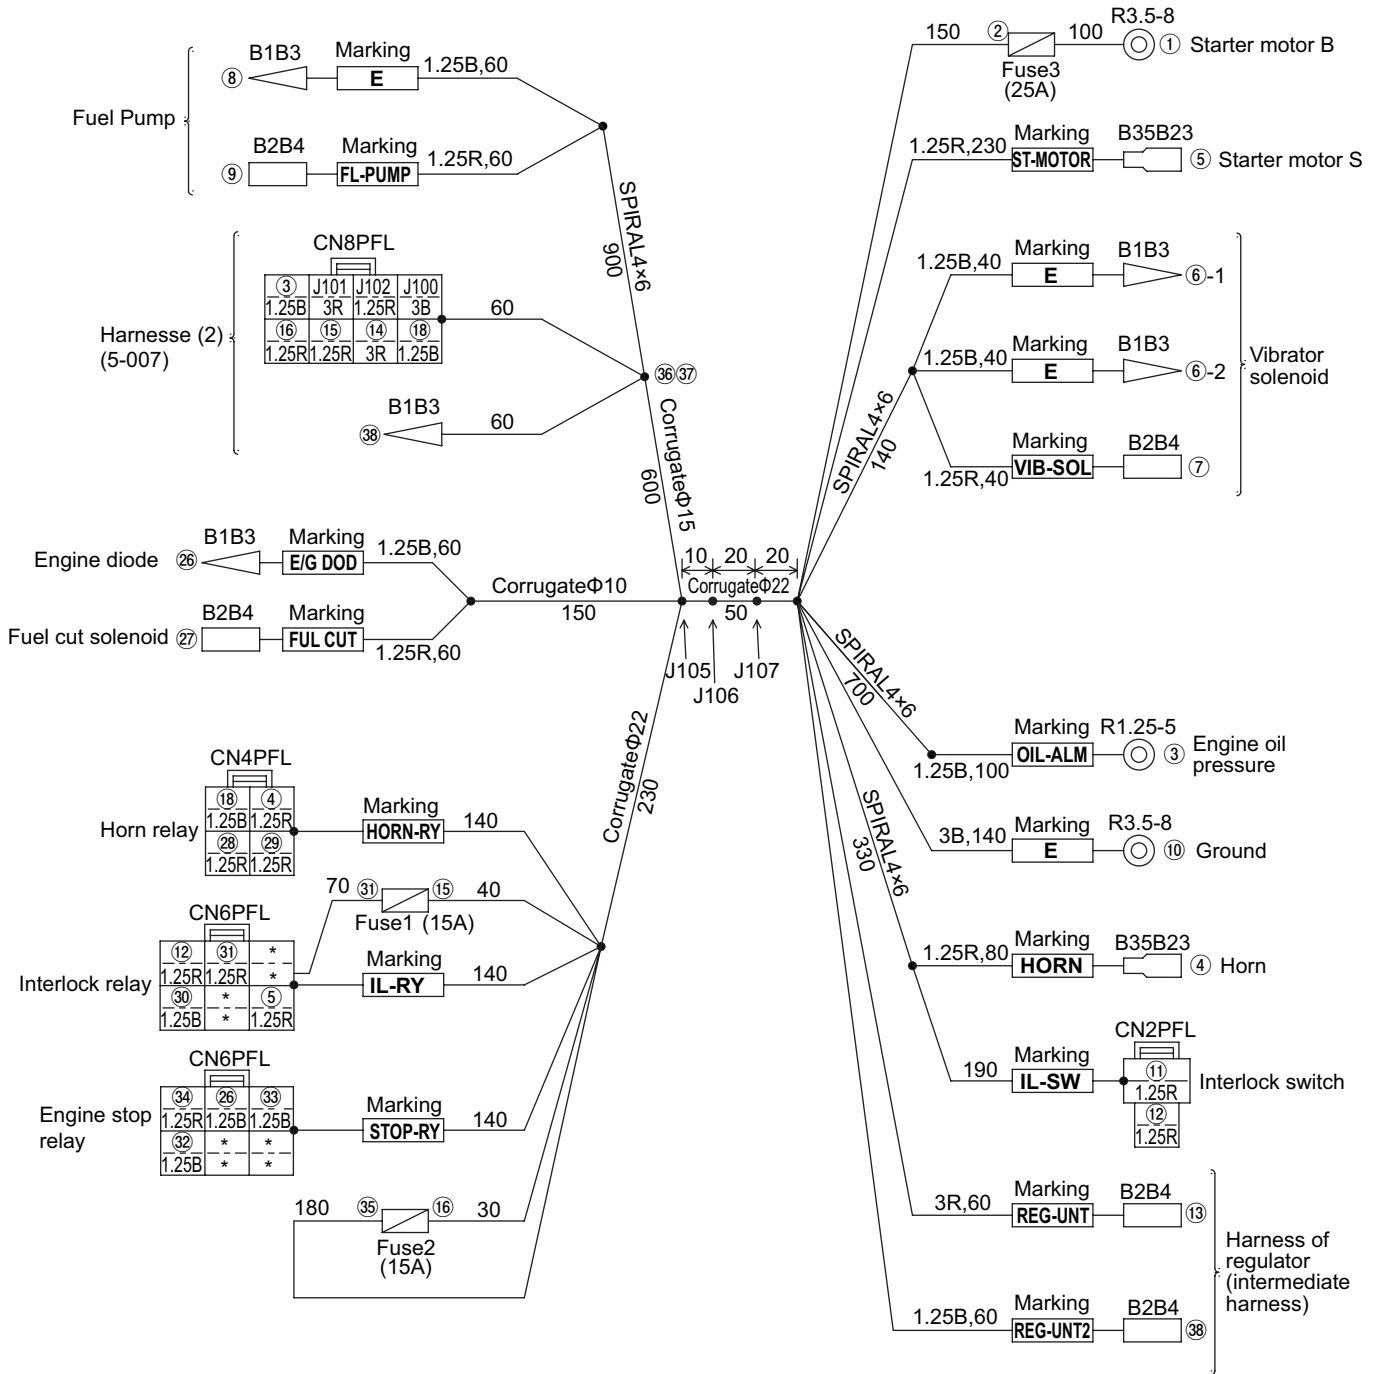 Fuel Pump
⑧
B1B3
Marking
E
1.25B,60
⑨
B2B4
Marking
FL-PUMP
1.25R,60
SPIRAL4×6
900
Harnesse (2)
(5-007)
CN8PFL
③ J101 J102 J100
1.25B 3R 1.25R 3B
⑯ ⑮ ⑭ ⑱
1.25R 1.25R 3R 1.25B
60
㊳
B1B3
60
㊱㊲
CorrugateΦ15
600
Engine diode
㉖
B1B3
Marking
E/G DOD
1.25B,60
Fuel cut solenoid
㉗
B2B4
Marking
FUL CUT
1.25R,60
CorrugateΦ10
150
10 20 20
CorrugateΦ22
50
J105
J106
J107
CorrugateΦ22
230
Horn relay
CN4PFL
⑱ ④
1.25B 1.25R
㉘ ㉙
1.25R 1.25R
Marking
HORN-RY
140
70 ㉛ ⑮ 40
Fuse1 (15A)
Interlock relay
CN6PFL
⑫ ㉛ *
1.25R 1.25R *
㉚ * ⑤
1.25B * 1.25R
Marking
IL-RY
140
Engine stop
relay
CN6PFL
㉞ ㉖ ㉝
1.25R 1.25B 1.25B
㉜ * *
1.25B * *
Marking
STOP-RY
140
180 ㉟ ⑯ 30
Fuse2
(15A)
150 ② 100
Fuse3
(25A)
R3.5-8
① Starter motor B
1.25R,230
Marking
ST-MOTOR
B35B23
⑤ Starter motor S
SPIRAL4×6
140
1.25B,40
Marking
E
B1B3
⑥-1
1.25B,40
Marking
E
B1B3
⑥-2
1.25R,40
Marking
VIB-SOL
B2B4
⑦
Vibrator
solenoid
SPIRAL4×6
700
1.25B,100
Marking
OIL-ALM
R1.25-5
③ Engine oil
pressure
3B,140
Marking
E
R3.5-8
⑩ Ground
SPIRAL4×6
330
1.25R,80
Marking
HORN
B35B23
④ Horn
190
Marking
IL-SW
CN2PFL
⑪
1.25R
⑫
1.25R
Interlock switch
3R,60
Marking
REG-UNT
B2B4
⑬
1.25B,60
Marking
REG-UNT2
B2B4
㊳
Harness of
regulator
(intermediate
harness)